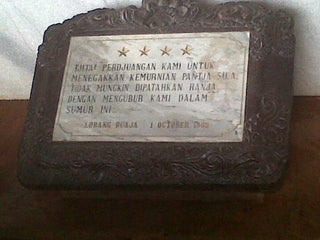 TJITA2 PERDJUANGAN KAMI UNTUK
MENEGAKKAN KEMURNIAN PANTJA SILA
TIDAK MUNGKIN DIPATAHKAN HANJA
DENGAN MENGUBUR KAMI DALAM
SUMUR INI
LOBANG BUAJA 1 OCTOBER 1965